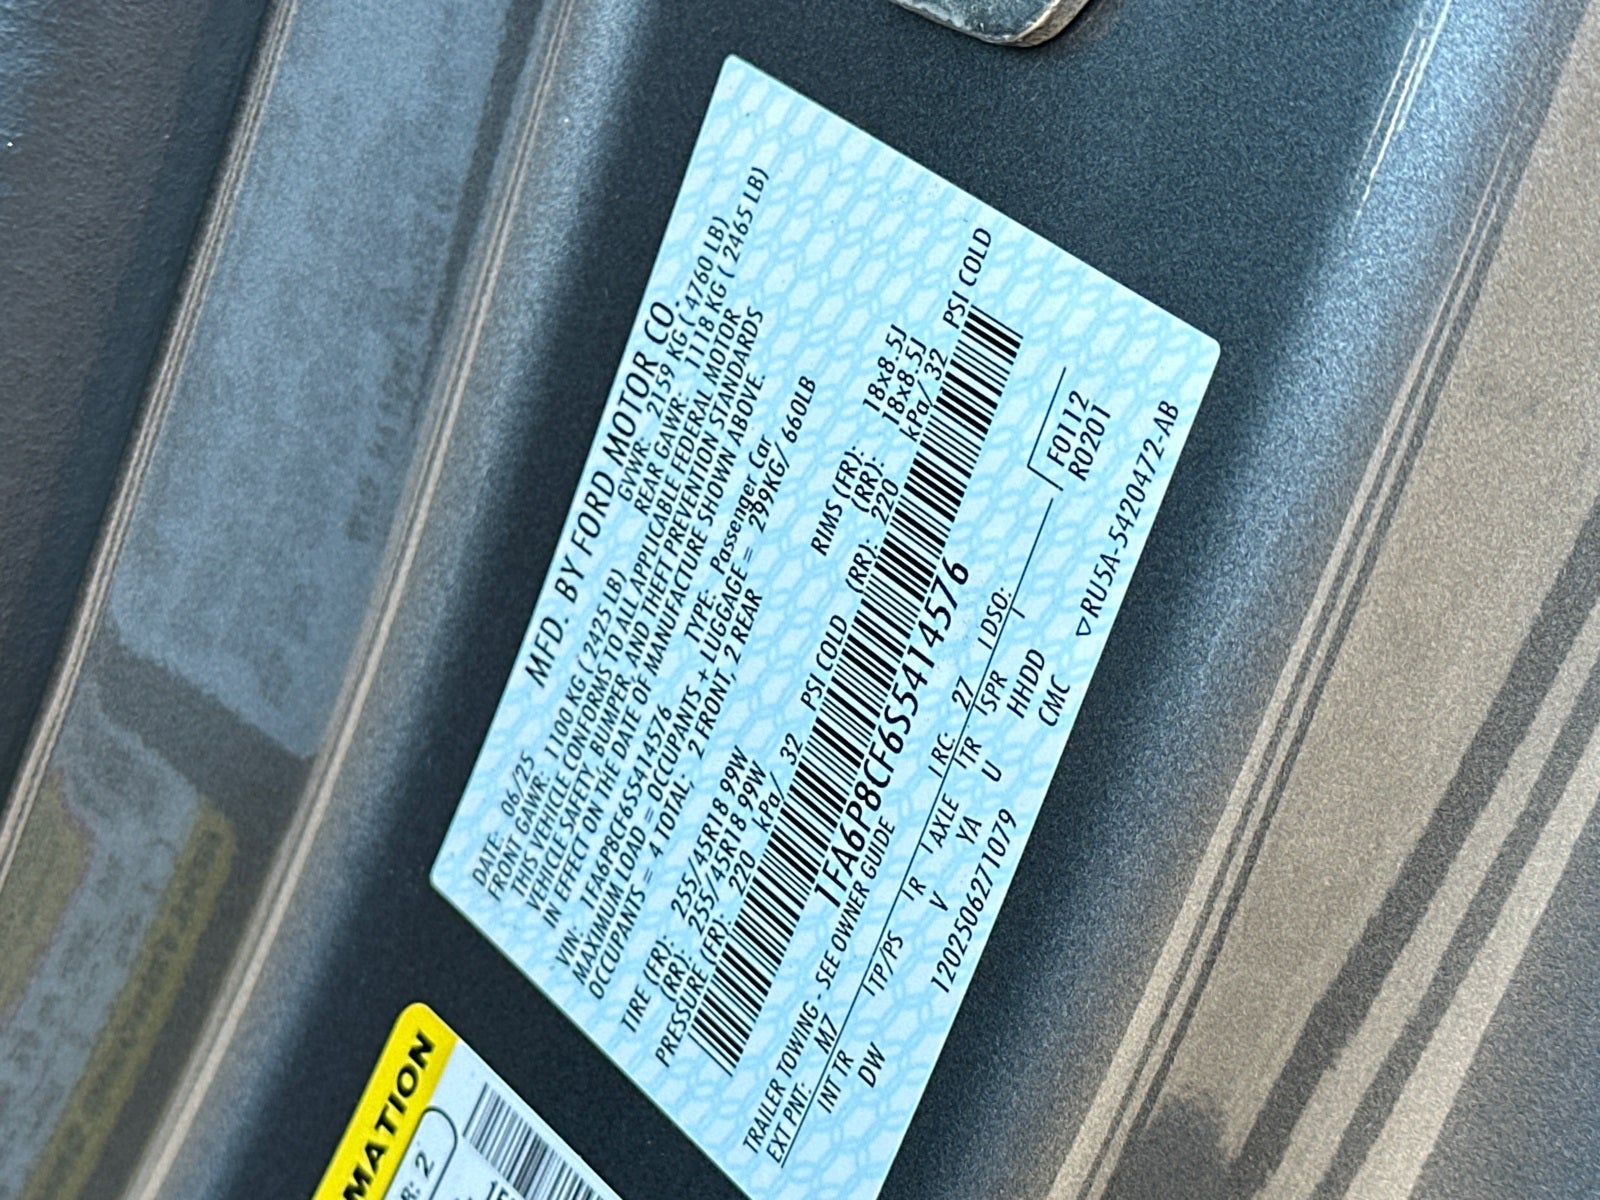 MFD. BY FORD MOTOR CO.
DATE: 06/25 GVWR: 2159 KG ( 4760 LB)
FRONT GAWR: 1100 KG ( 2425 LB) REAR GAWR: 1118 KG ( 2465 LB)
THIS VEHICLE CONFORMS TO ALL APPLICABLE FEDERAL MOTOR
VEHICLE SAFETY, BUMPER, AND THEFT PREVENTION STANDARDS
IN EFFECT ON THE DATE OF MANUFACTURE SHOWN ABOVE.
VIN: 1FA6P8CF6S5414576 TYPE: Passenger Car
MAXIMUM LOAD = OCCUPANTS + LUGGAGE = 299KG/ 660LB
OCCUPANTS = 4 TOTAL, 2 FRONT, 2 REAR
TIRE (FR): 255/45R18 99W RIMS (FR): 18x8.5J
(RR): 255/45R18 99W (RR): 18x8.5J
PRESSURE (FR): 220 kPa/ 32 PSI COLD (RR): 220 kPa/ 32 PSI COLD
1FA6P8CF6S5414576
TRAILER TOWING - SEE OWNER GUIDE
EXT PNT: M7 RC: 27 DSO: F0112
R0201
INT TR TP/PS R AXLE TR SPR
DW V YA U HHDD
CMC
12025062710 79 ▽RU5A-5420472-AB
MATION
R: 2